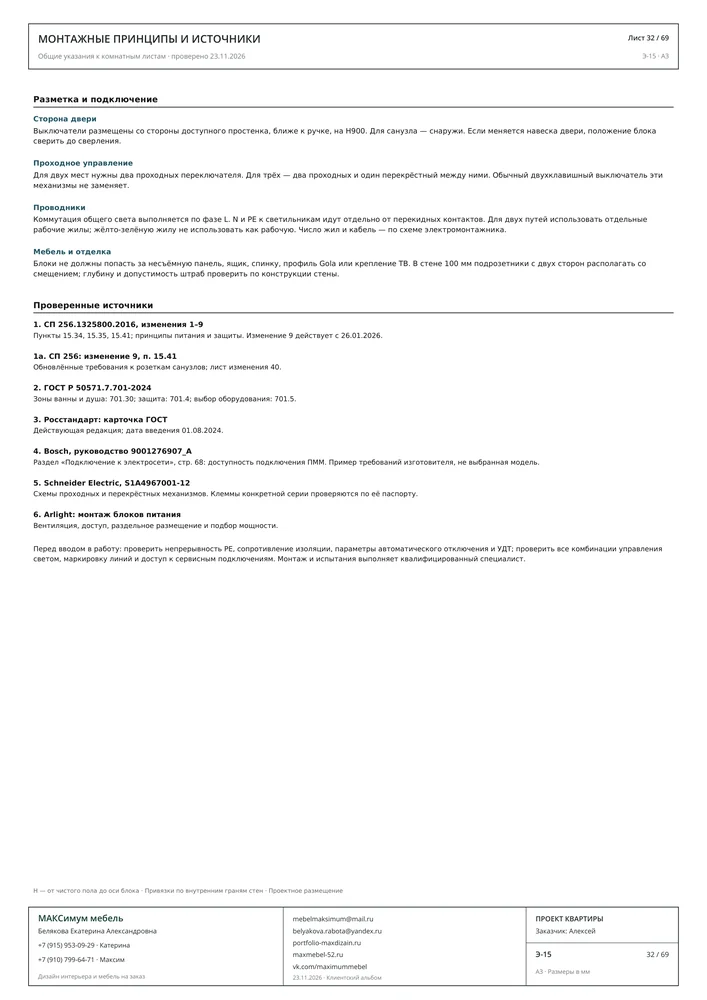 МОНТАЖНЫЕ ПРИНЦИПЫ И ИСТОЧНИКИ
Лист 32 / 69
Общие указания к комнатным листам · проверено 23.11.2026
Э-15 · А3
Разметка и подключение
Сторона двери
Выключатели размещены со стороны доступного простенка, ближе к ручке, на H900. Для санузла — снаружи. Если меняется навеска двери, положение блока
сверить до сверления.
Проходное управление
Для двух мест нужны два проходных переключателя. Для трёх — два проходных и один перекрёстный между ними. Обычный двухклавишный выключатель эти
механизмы не заменяет.
Проводники
Коммутация общего света выполняется по фазе L. N и PE к светильникам идут отдельно от перекидных контактов. Для двух путей использовать отдельные
рабочие жилы; жёлто-зелёную жилу не использовать как рабочую. Число жил и кабель — по схеме электромонтажника.
Мебель и отделка
Блоки не должны попасть за несъёмную панель, ящик, спинку, профиль Gola или крепление ТВ. В стене 100 мм подрозетники с двух сторон располагать со
смещением; глубину и допустимость штраб проверить по конструкции стены.
Проверенные источники
1. СП 256.1325800.2016, изменения 1–9
Пункты 15.34, 15.35, 15.41; принципы питания и защиты. Изменение 9 действует с 26.01.2026.
1а. СП 256: изменение 9, п. 15.41
Обновлённые требования к розеткам санузлов; лист изменения 40.
2. ГОСТ Р 50571.7.701-2024
Зоны ванны и душа: 701.30; защита: 701.4; выбор оборудования: 701.5.
3. Росстандарт: карточка ГОСТ
Действующая редакция; дата введения 01.08.2024.
4. Bosch, руководство 9001276907_A
Раздел «Подключение к электросети», стр. 68: доступность подключения ПММ. Пример требований изготовителя, не выбранная модель.
5. Schneider Electric, S1A4967001-12
Схемы проходных и перекрёстных механизмов. Клеммы конкретной серии проверяются по её паспорту.
6. Arlight: монтаж блоков питания
Вентиляция, доступ, раздельное размещение и подбор мощности.
Перед вводом в работу: проверить непрерывность PE, сопротивление изоляции, параметры автоматического отключения и УДТ; проверить все комбинации управления
светом, маркировку линий и доступ к сервисным подключениям. Монтаж и испытания выполняет квалифицированный специалист.
H — от чистого пола до оси блока · Привязки по внутренним граням стен · Проектное размещение
МАКСимум мебель
Белякова Екатерина Александровна
+7 (915) 953-09-29 · Катерина
+7 (910) 799-64-71 · Максим
Дизайн интерьера и мебель на заказ
mebelmaksimum@mail.ru
belyakova.rabota@yandex.ru
portfolio-maxdizain.ru
maxmebel-52.ru
vk.com/maximummebel
23.11.2026 · Клиентский альбом
ПРОЕКТ КВАРТИРЫ
Заказчик: Алексей
Э-15
32 / 69
А3 · Размеры в мм